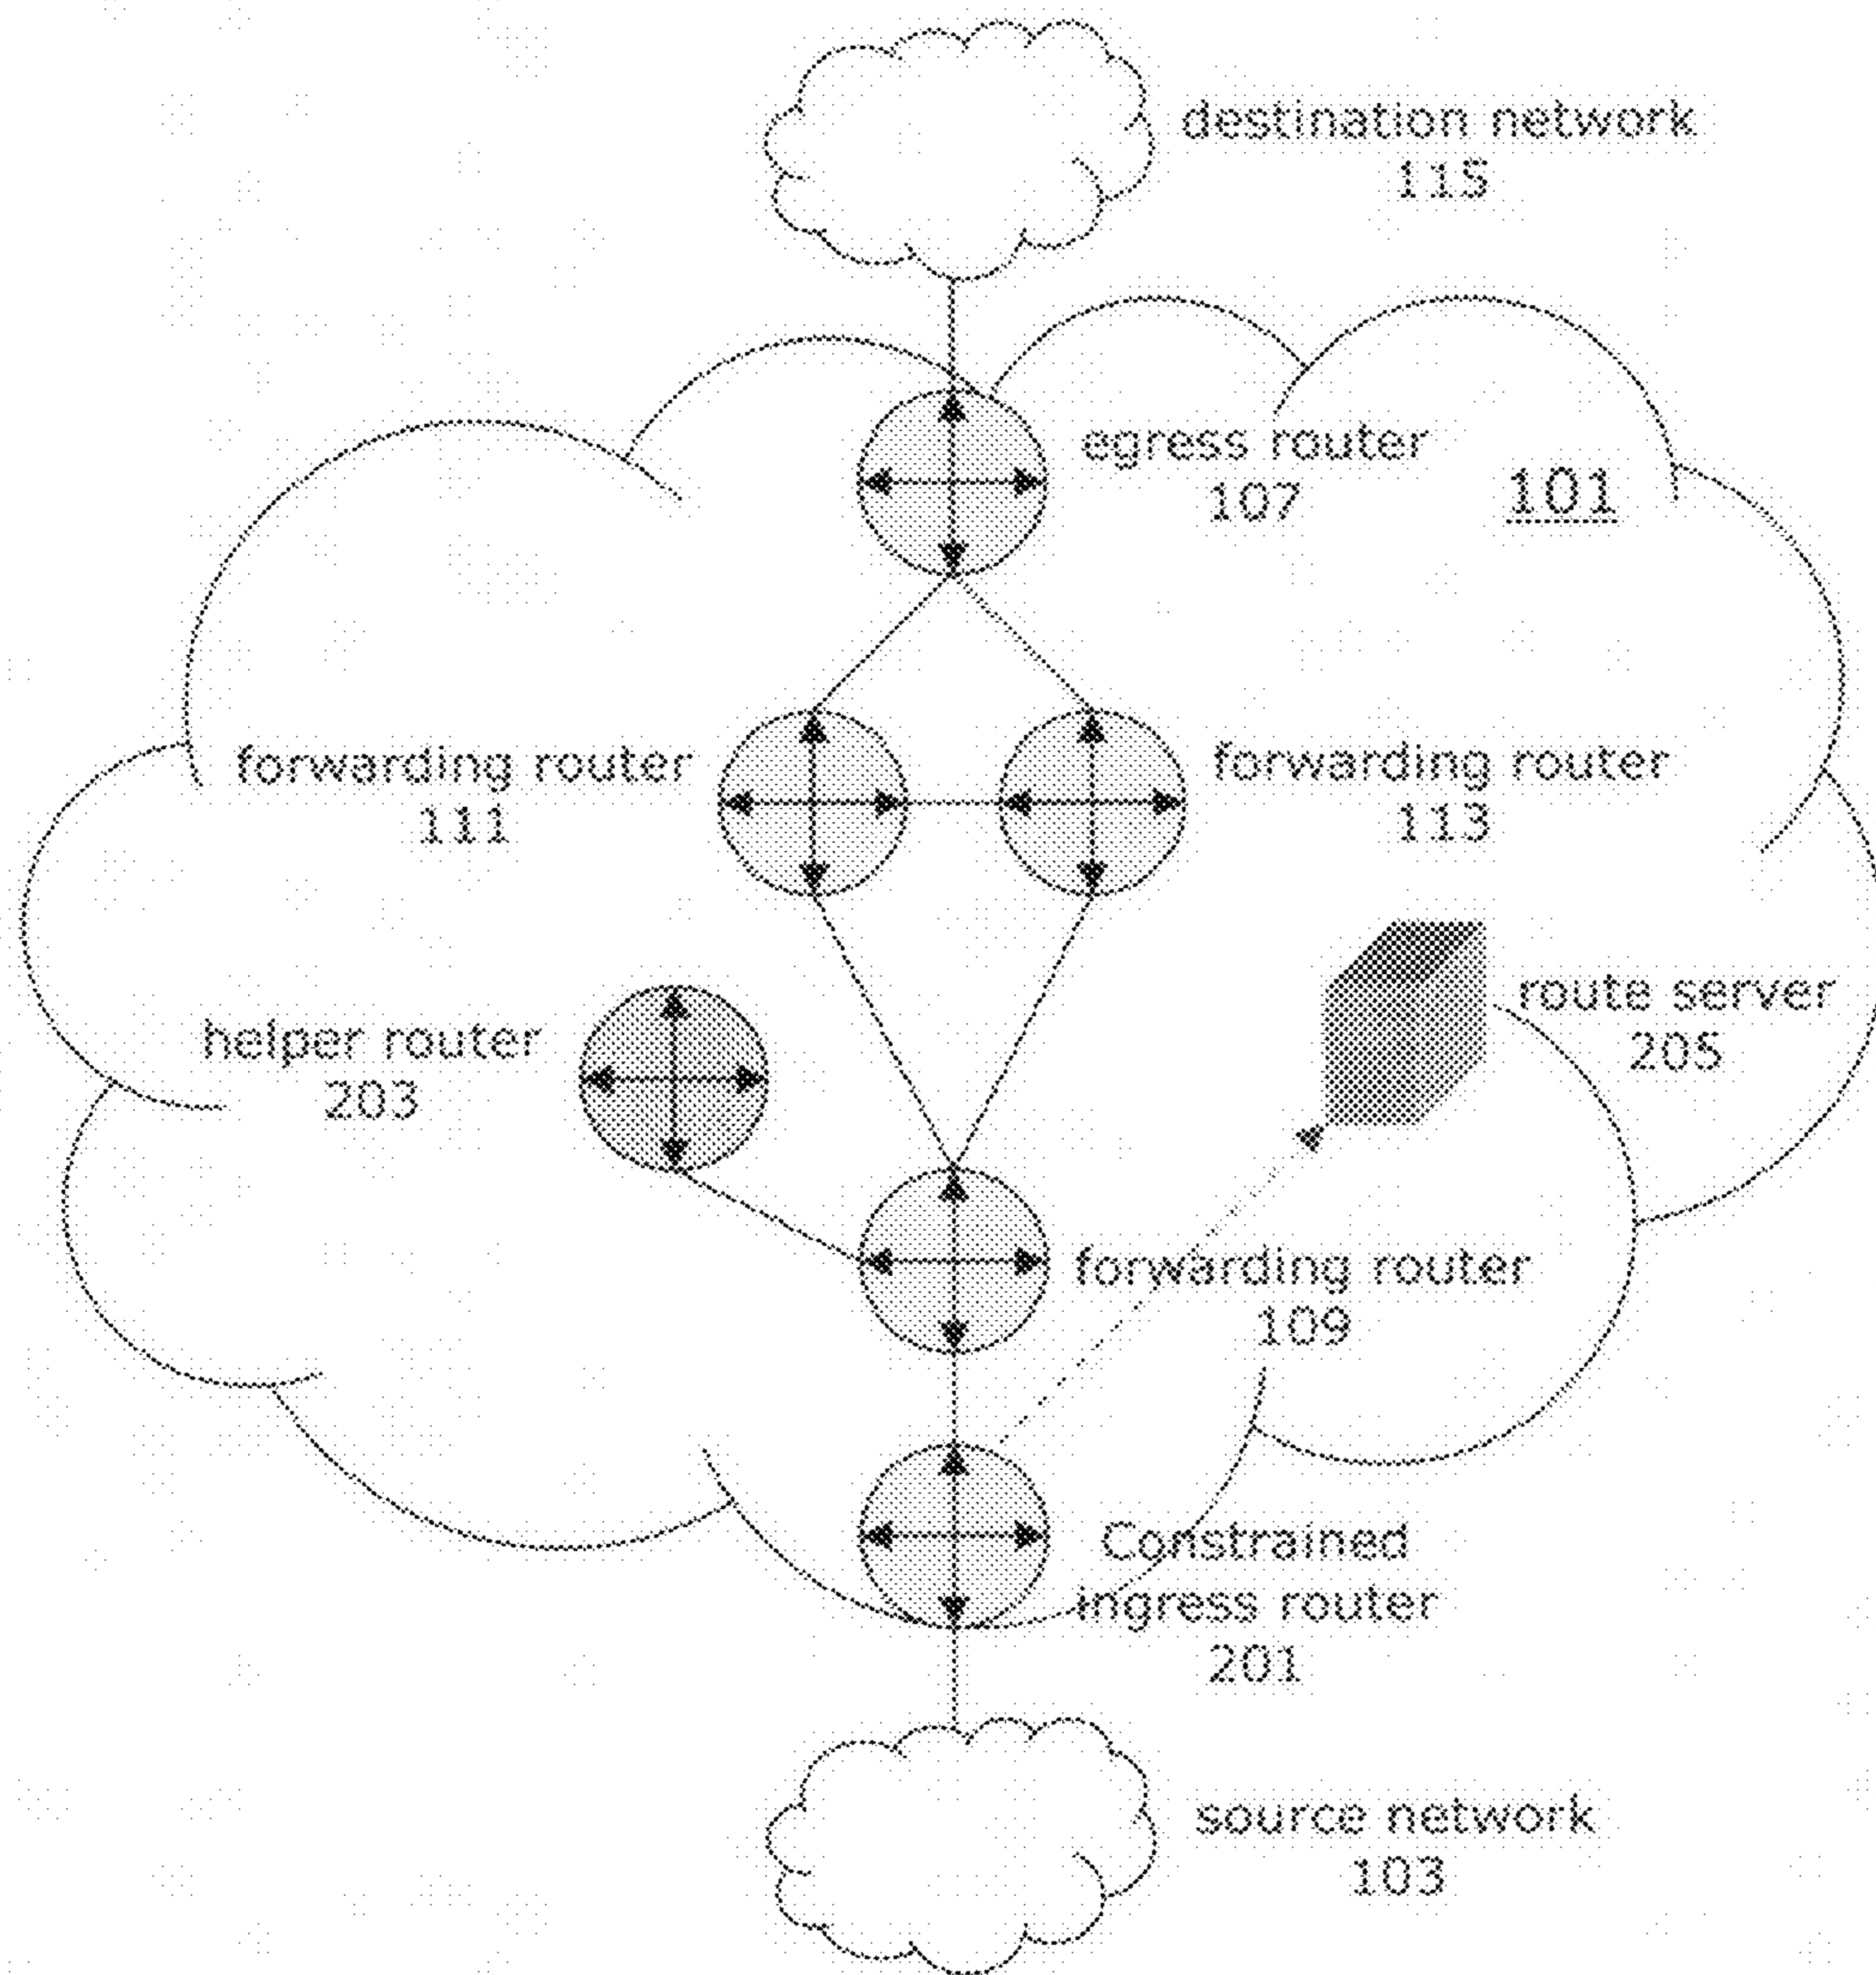 destination network
115
egress router
107
101
forwarding router
111
forwarding router
113
route server
205
helper router
203
forwarding router
109
Constrained
ingress router
201
source network
103